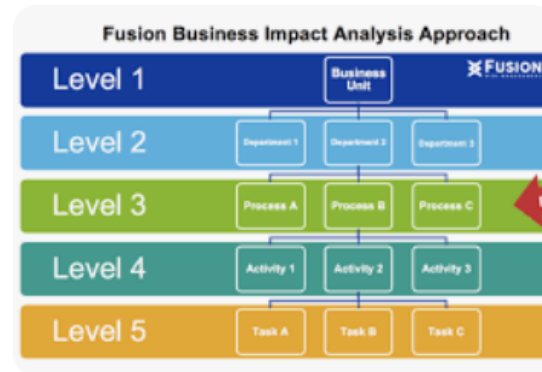 Fusion Business Impact Analysis Approach
Level 1
Business
Unit
FUSION
Level 2
Department 1
Department 2
Department 3
Level 3
Process A
Process B
Process C
Level 4
Activity 1
Activity 2
Activity 3
Level 5
Task A
Task B
Task C